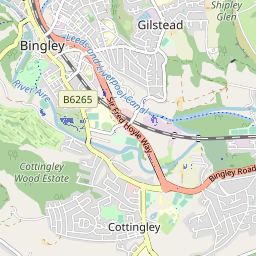 Shipley
Glen
Gilstead
Bingley
Leeds and Liverpool Canal
River Aire
B6265
Sir Fred Hoyle Way
Cottingley
Wood Estate
Bingley Road
Cottingley